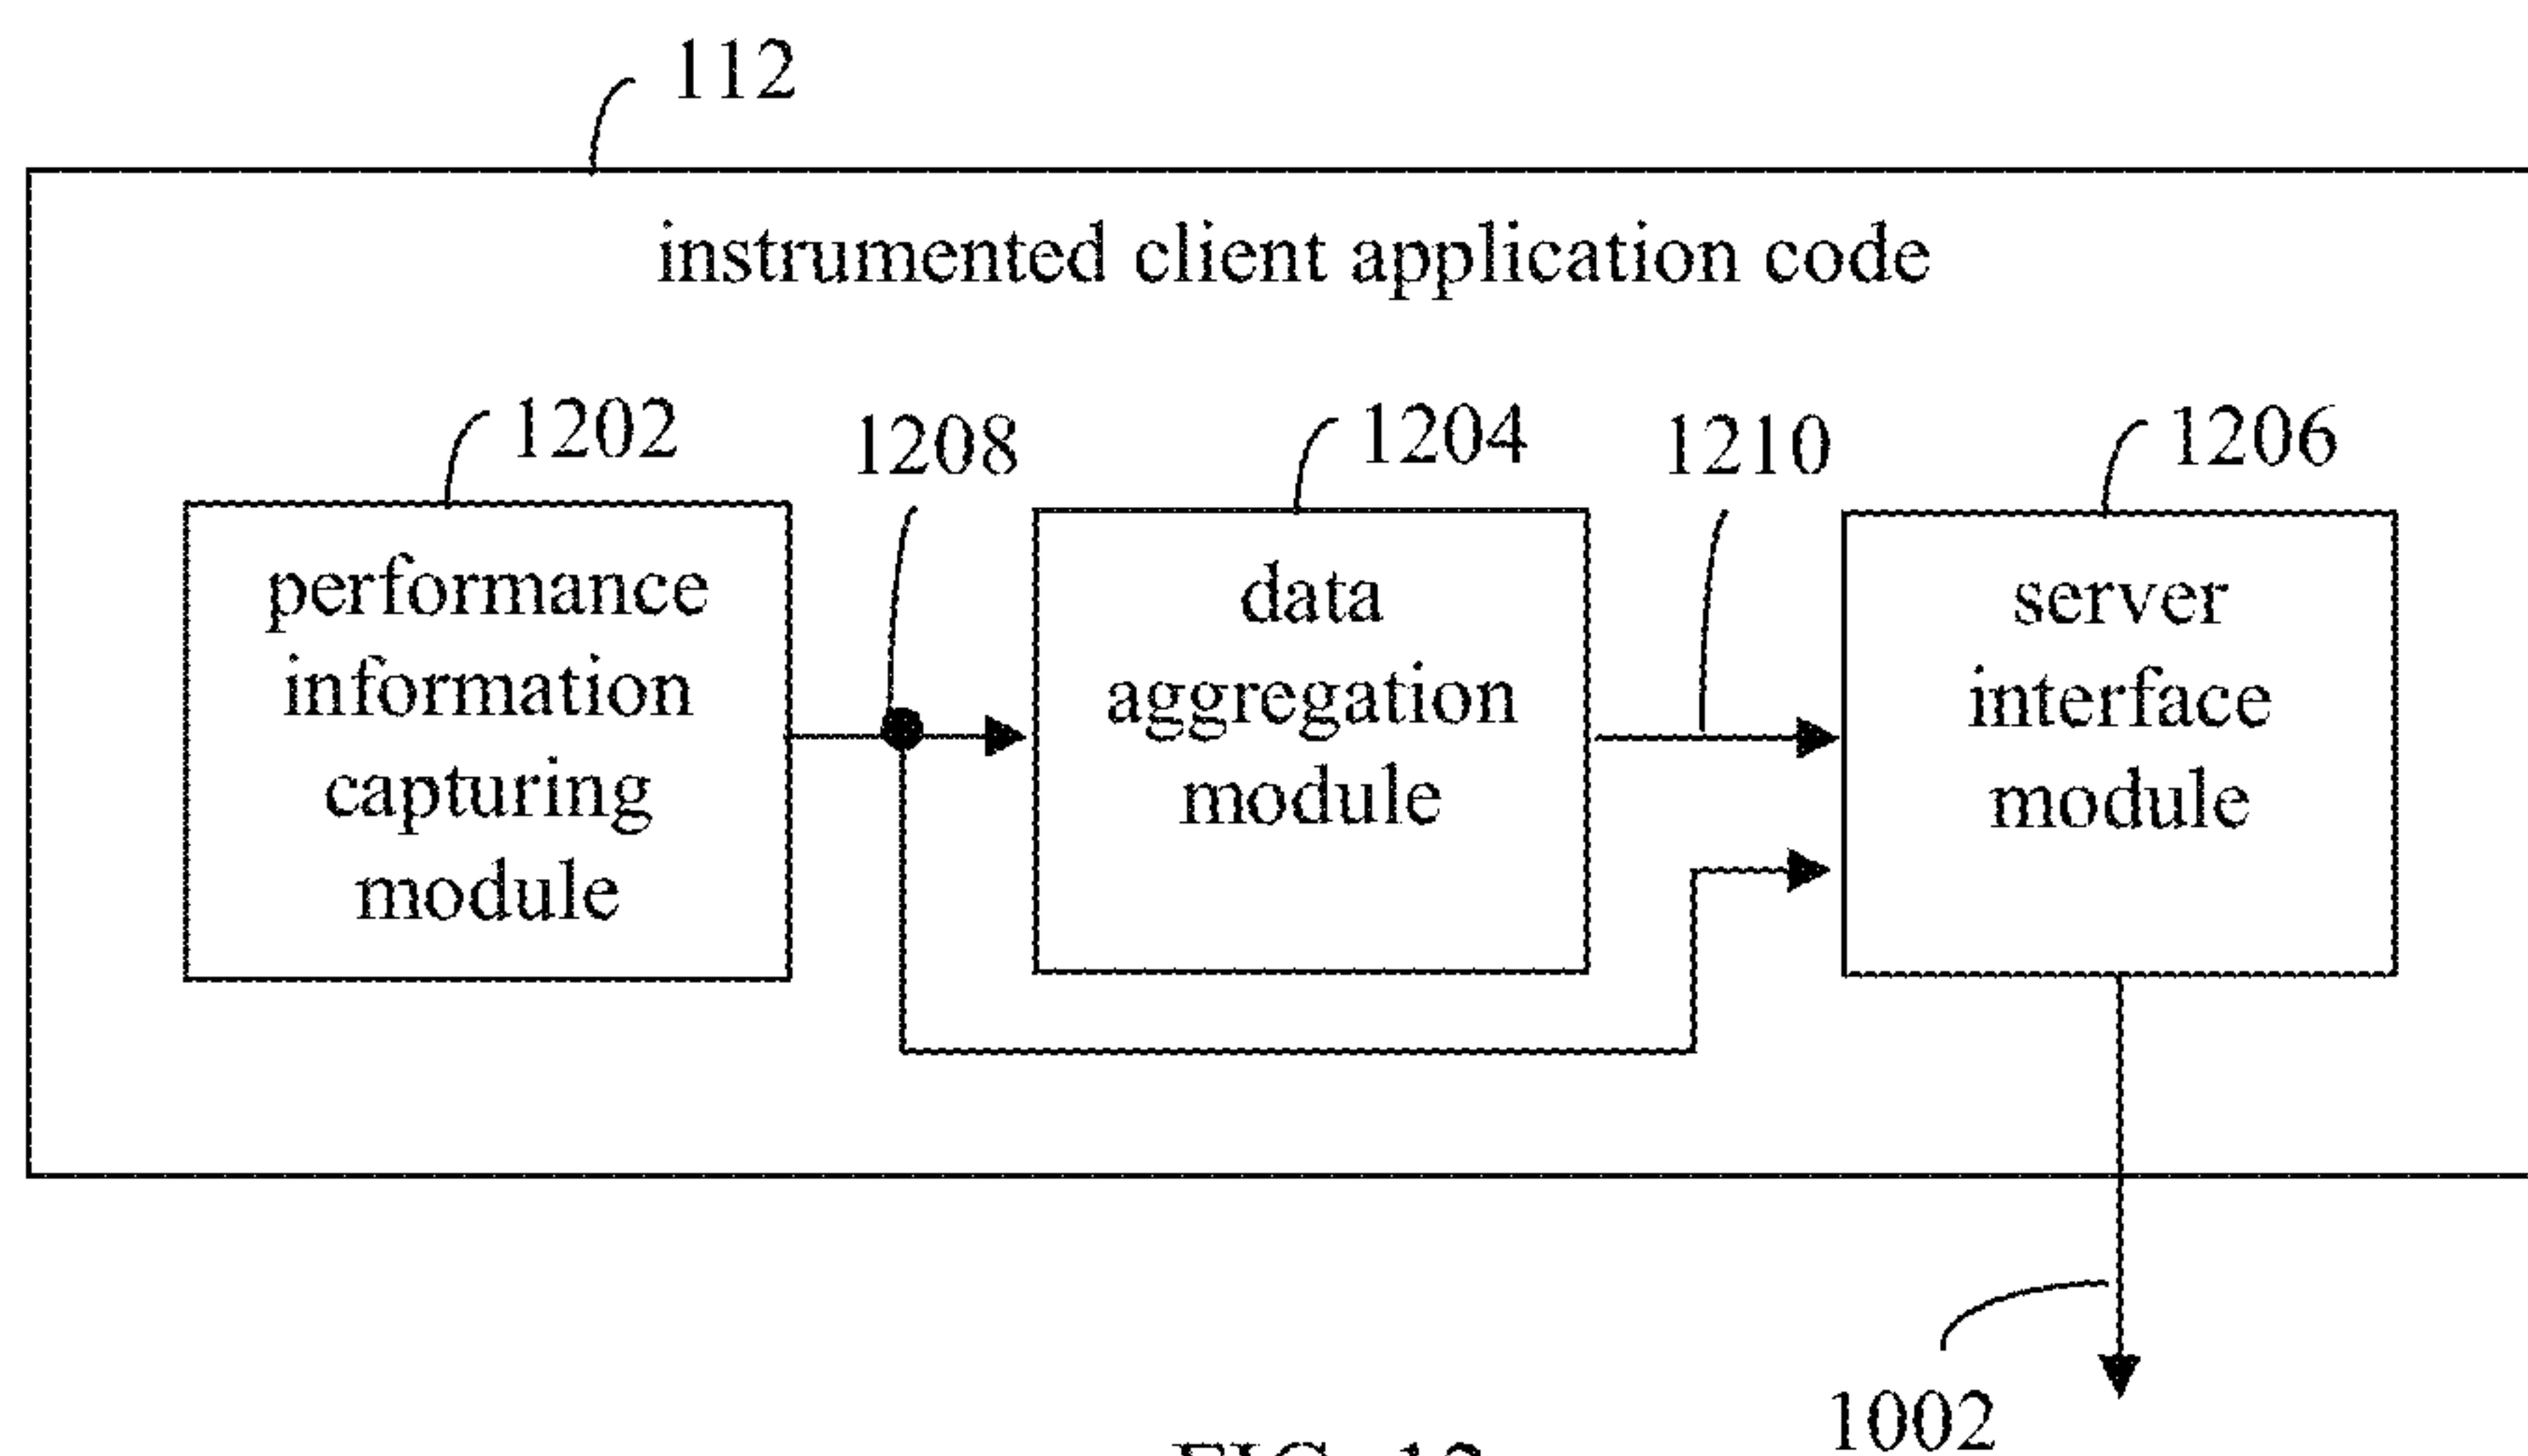 112
instrumented client application code
1202
1208
1204
1210
1206
performance
information
capturing
module
data
aggregation
module
server
interface
module
1002